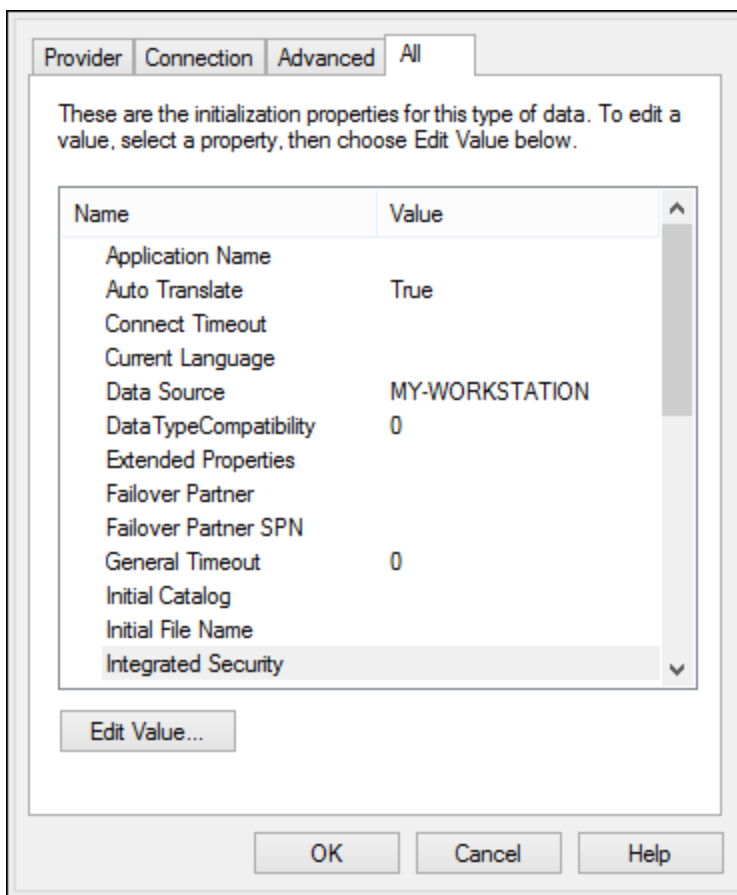 Provider Connection Advanced All
These are the initialization properties for this type of data. To edit a
value, select a property, then choose Edit Value below.
Name Value
Application Name
Auto Translate True
Connect Timeout
Current Language
Data Source MY-WORKSTATION
DataTypeCompatibility 0
Extended Properties
Failover Partner
Failover Partner SPN
General Timeout 0
Initial Catalog
Initial File Name
Integrated Security
Edit Value...
OK Cancel Help